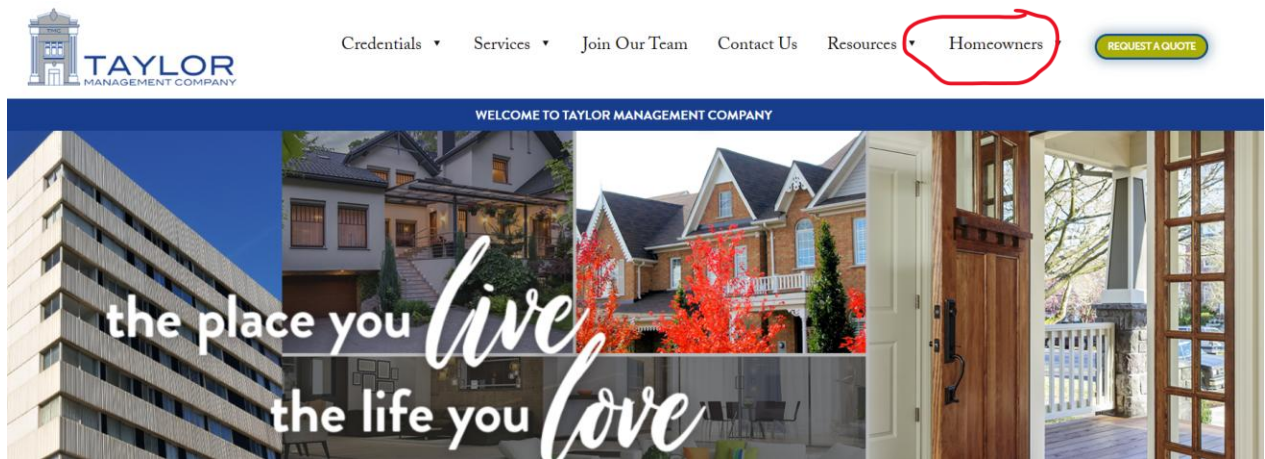 TMC
TAYLOR
MANAGEMENT COMPANY
Credentials ▼ Services ▼ Join Our Team Contact Us Resources ▼ Homeowners
REQUEST A QUOTE
WELCOME TO TAYLOR MANAGEMENT COMPANY
the place you live
the life you love